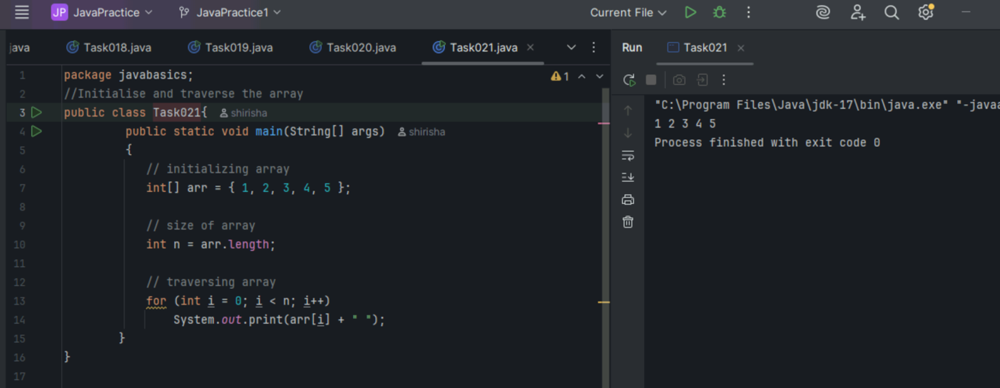 JP JavaPractice JavaPractice1 Current File
java Task018.java Task019.java Task020.java Task021.java
Run Task021
1 package javabasics;
2 //Initialise and traverse the array
3 public class Task021{ shirisha
4 public static void main(String[] args) shirisha
5 {
6 // initializing array
7 int[] arr = { 1, 2, 3, 4, 5 };
8
9 // size of array
10 int n = arr.length;
11
12 // traversing array
13 for (int i = 0; i < n; i++)
14 System.out.print(arr[i] + " ");
15 }
16 }
17
1
"C:\Program Files\Java\jdk-17\bin\java.exe" "-java
1 2 3 4 5
Process finished with exit code 0